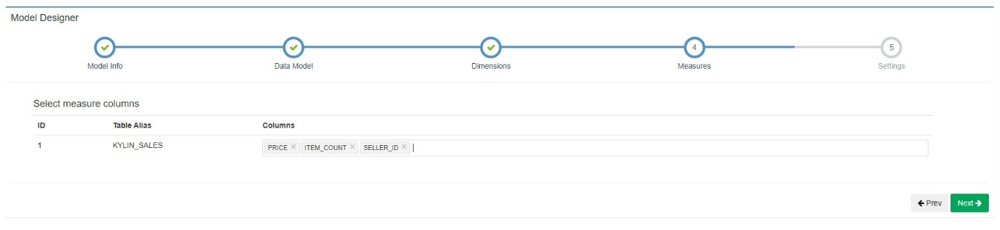 Model Designer
4 5
Model Info Data Model Dimensions Measures Settings
Select measure columns
ID Table Alias Columns
1 KYLIN_SALES PRICE × ITEM_COUNT × SELLER_ID ×
Prev Next